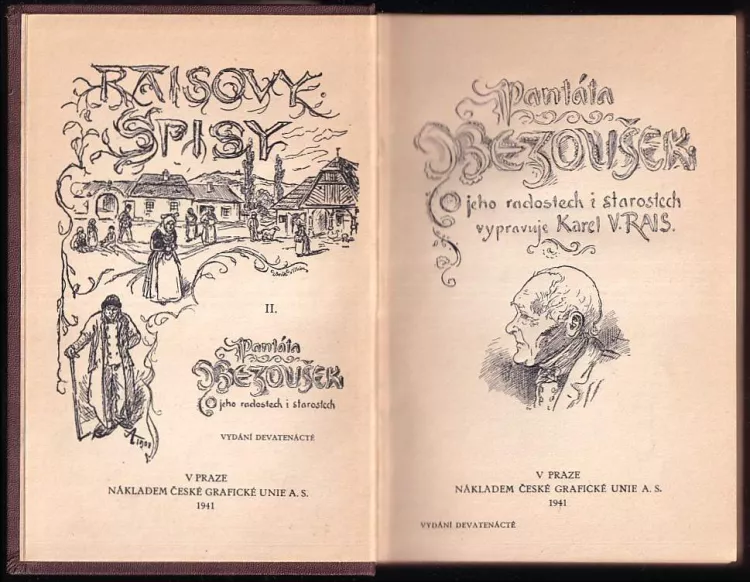 RAISOVY
SPISY
II.
Pantáta
BEZOUŠEK
O jeho radostech i starostech
VYDÁNÍ DEVATENÁCTÉ
V PRAZE
NÁKLADEM ČESKÉ GRAFICKÉ UNIE A. S.
1941
Pantáta
BEZOUŠEK
O jeho radostech i starostech
vypravuje Karel V. RAIS.
V PRAZE
NÁKLADEM ČESKÉ GRAFICKÉ UNIE A. S.
1941
VYDÁNÍ DEVATENÁCTÉ